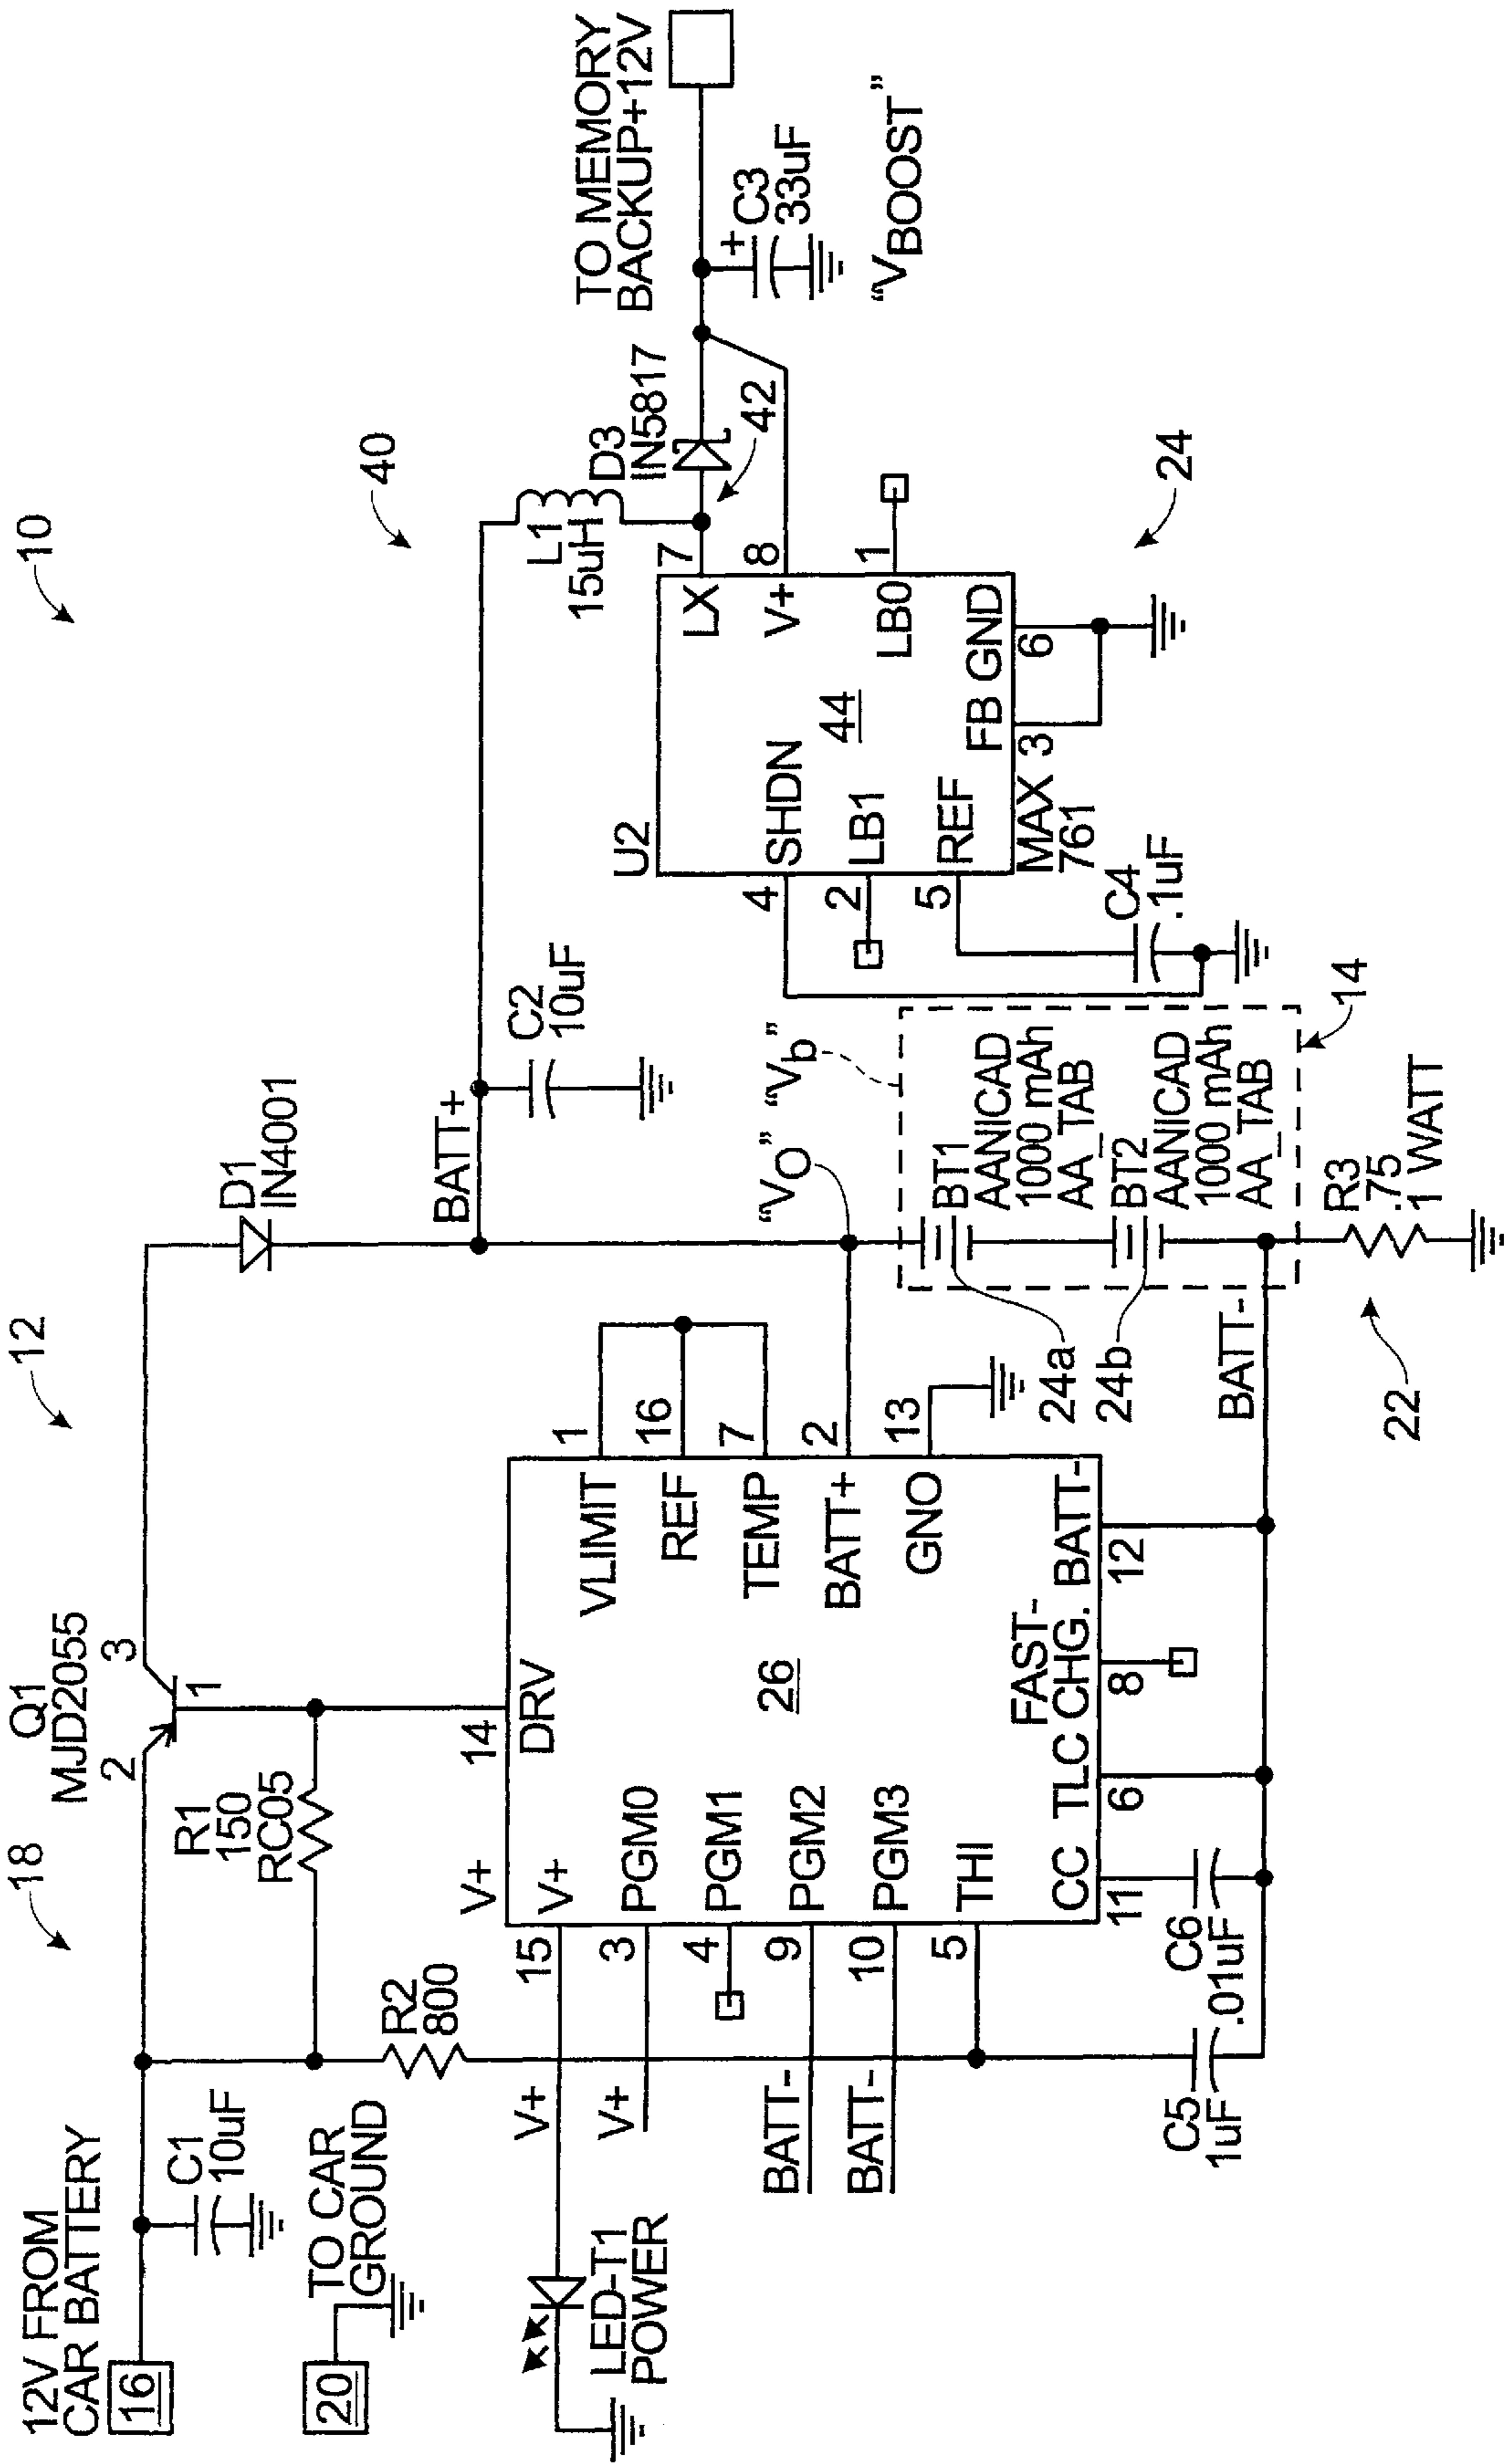 10
12
18
40
12V FROM
CAR BATTERY
16
C1
10uF
TO CAR
GROUND
20
Q1
MJD2055
2
3
1
R1
150
RC05
R2
800
D1
IN4001
BATT+
C2
10uF
L1
15uH
D3
IN5817
42
TO MEMORY
BACKUP+12V
+
C3
33uF
“VBOOST”
LED-T1
POWER
V+
V+
BATT-
BATT-
V+
15
V+
3
PGM0
4
PGM1
9
PGM2
10
PGM3
5
THI
14
DRV
26
VLIMIT
1
REF
16
TEMP
7
BATT+
2
GNO
13
CC
11
TLC
6
FAST-
CHG.
8
BATT-
12
C5
1uF
C6
.01uF
“VO”
“Vb”
BT1
AANICAD
1000 mAh
AA_TAB
BT2
AANICAD
1000 mAh
AA_TAB
24a
24b
14
BATT-
22
R3
.75
1 WATT
U2
44
SHDN
4
LB1
2
REF
5
LX
7
V+
8
LB0
1
FB
3
GND
6
MAX
761
C4
.1uF
24